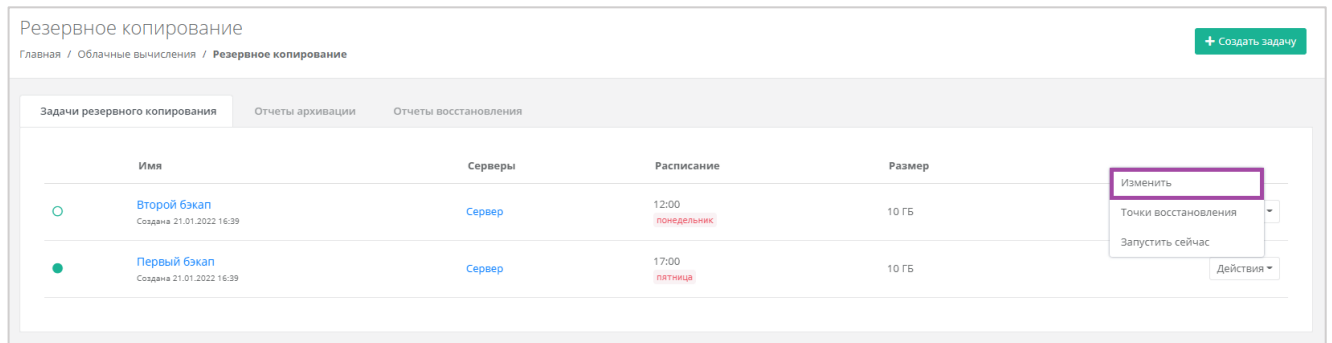 Резервное копирование
Главная / Облачные вычисления / Резервное копирование
+ Создать задачу
Задачи резервного копирования Отчеты архивации Отчеты восстановления
Имя Серверы Расписание Размер
Изменить
Второй бэкап Сервер 12:00 10 ГБ Точки восстановления
Создана 21.01.2022 16:39 понедельник
Запустить сейчас
Первый бэкап Сервер 17:00 10 ГБ Действия
Создана 21.01.2022 16:39 пятница